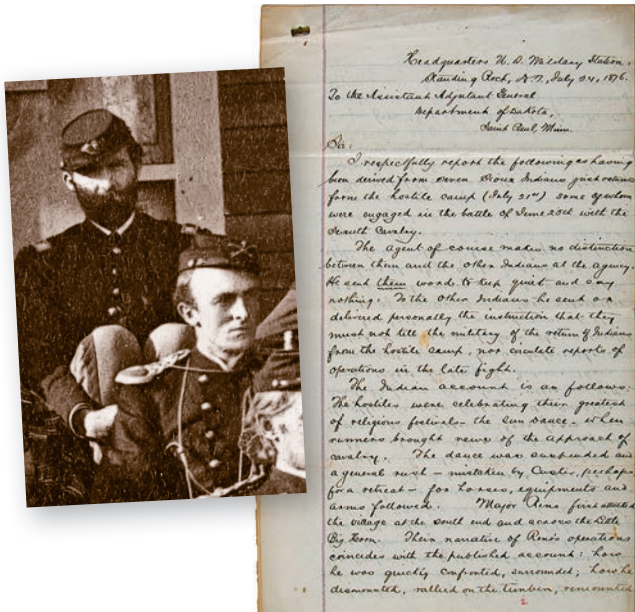 Headquarters U. S. Military Station,
Standing Rock, D. T., July 24, 1876.
To the Assistant Adjutant General
Department of Dakota,
Saint Paul, Minn.
Sir:
I respectfully report the following as having
been derived from seven Sioux Indians just returned
from the hostile camp (July 21st) some of whom
were engaged in the battle of June 25th with the
Seventh Cavalry.
The Agent of course makes no distinction
between them and the other Indians at the agency.
He sent them word to keep quiet and say
nothing. To the other Indians he sent or
delivered personally the instruction that they
must not tell the military of the return of Indians
from the hostile camp, nor circulate reports of
operations in the late fight.
The Indian account is as follows:
The hostiles were celebrating their greatest
of religious festivals - the sun dance - when
runners brought news of the approach of
cavalry. The dance was suspended and
a general rush - mistaken by Custer, perhaps
for a retreat - for horses, equipments and
arms followed. Major Reno first attacked
the village at the south end and across the Little
Big Horn. Their narrative of Reno's operations
coincides with the published account: how
he was quickly confronted, surrounded; how he
dismounted, rallied on the timber, remounted
2